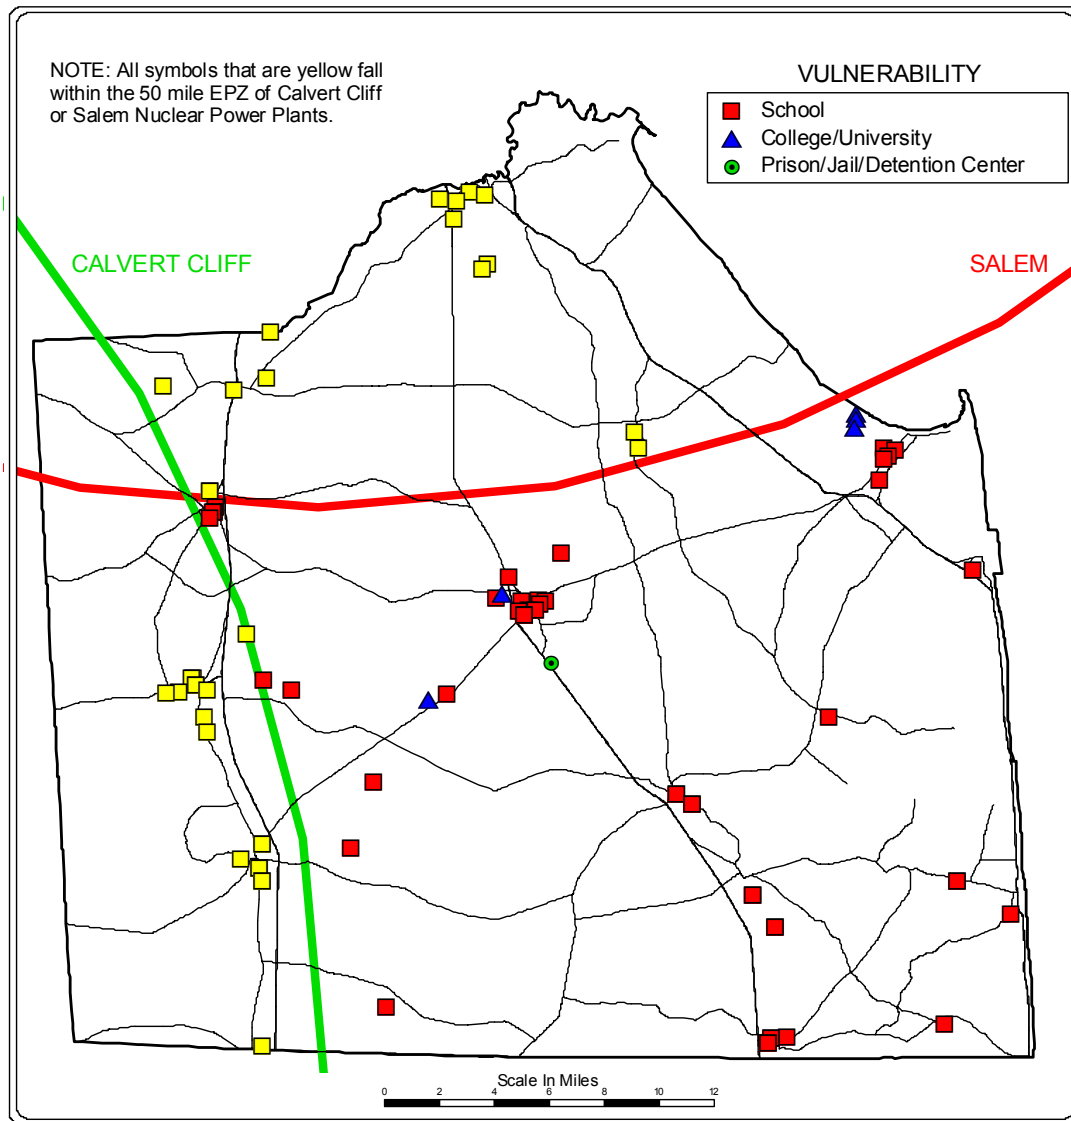 NOTE: All symbols that are yellow fall
within the 50 mile EPZ of Calvert Cliff
or Salem Nuclear Power Plants.
VULNERABILITY
School
College/University
Prison/Jail/Detention Center
CALVERT CLIFF
SALEM
Scale In Miles
0 2 4 6 8 10 12